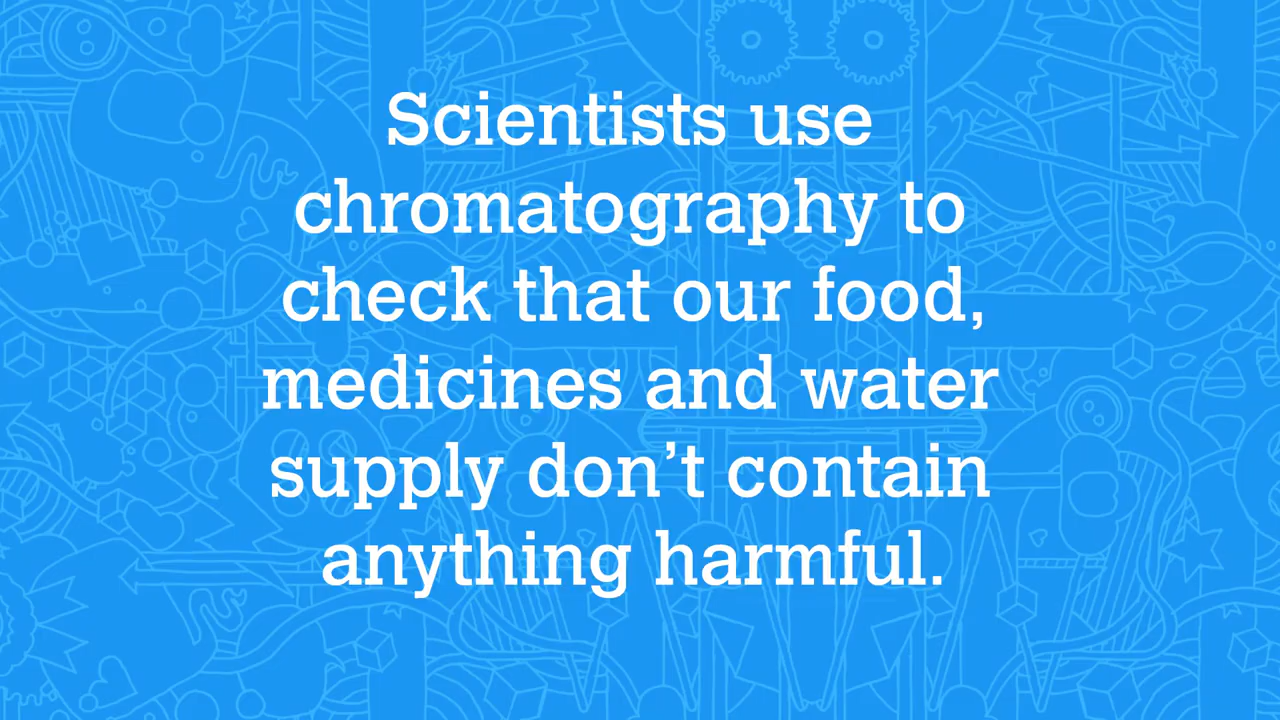 Scientists use
chromatography to
check that our food,
medicines and water
supply don’t contain
anything harmful.